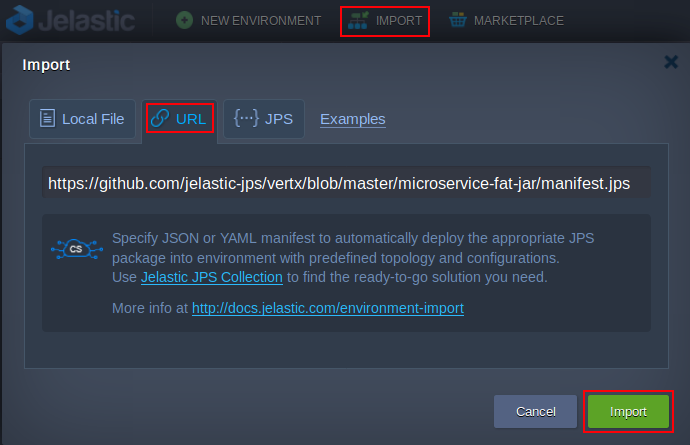 Jelastic NEW ENVIRONMENT IMPORT MARKETPLACE
Import
Local File URL {···} JPS Examples
https://github.com/jelastic-jps/vertx/blob/master/microservice-fat-jar/manifest.jps
CS
Specify JSON or YAML manifest to automatically deploy the appropriate JPS
package into environment with predefined topology and configurations.
Use Jelastic JPS Collection to find the ready-to-go solution you need.
More info at http://docs.jelastic.com/environment-import
Cancel Import